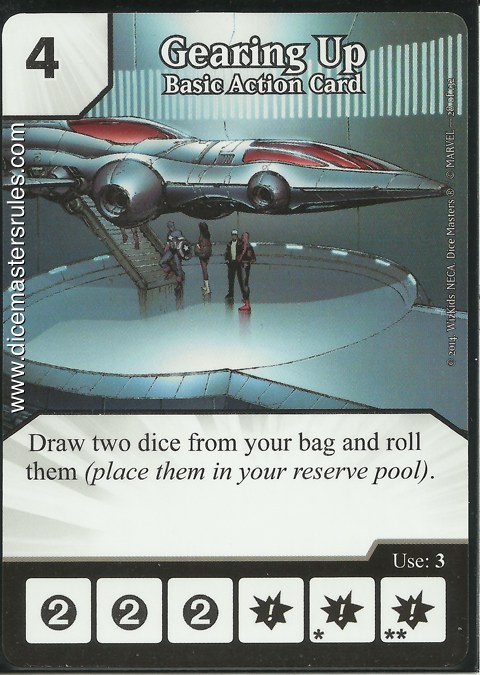 4
Gearing Up
Basic Action Card
www.dicemastersrules.com
© 2014 WizKids NECA Dice Masters ® © MARVEL
Draw two dice from your bag and roll
them (place them in your reserve pool).
Use: 3
2 2 2 ! ! !
* **